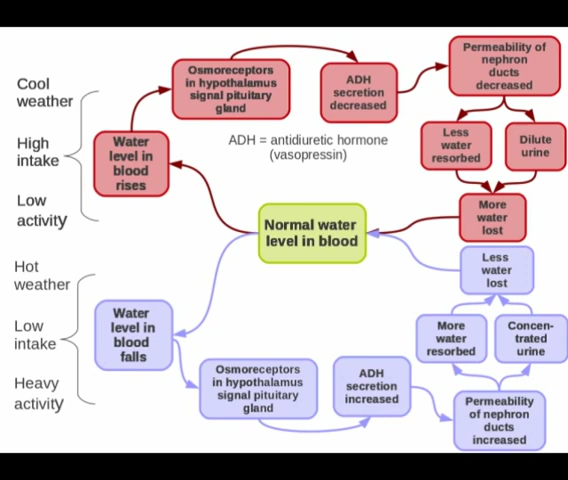 Cool
weather
High
intake
Low
activity
Water
level in
blood
rises
Osmoreceptors
in hypothalamus
signal pituitary
gland
ADH
secretion
decreased
Permeability of
nephron
ducts
decreased
ADH = antidiuretic hormone
(vasopressin)
Less
water
resorbed
Dilute
urine
More
water
lost
Normal water
level in blood
Less
water
lost
Hot
weather
Low
intake
Heavy
activity
Water
level in
blood
falls
Osmoreceptors
in hypothalamus
signal pituitary
gland
ADH
secretion
increased
More
water
resorbed
Concen-
trated
urine
Permeability
of nephron
ducts
increased